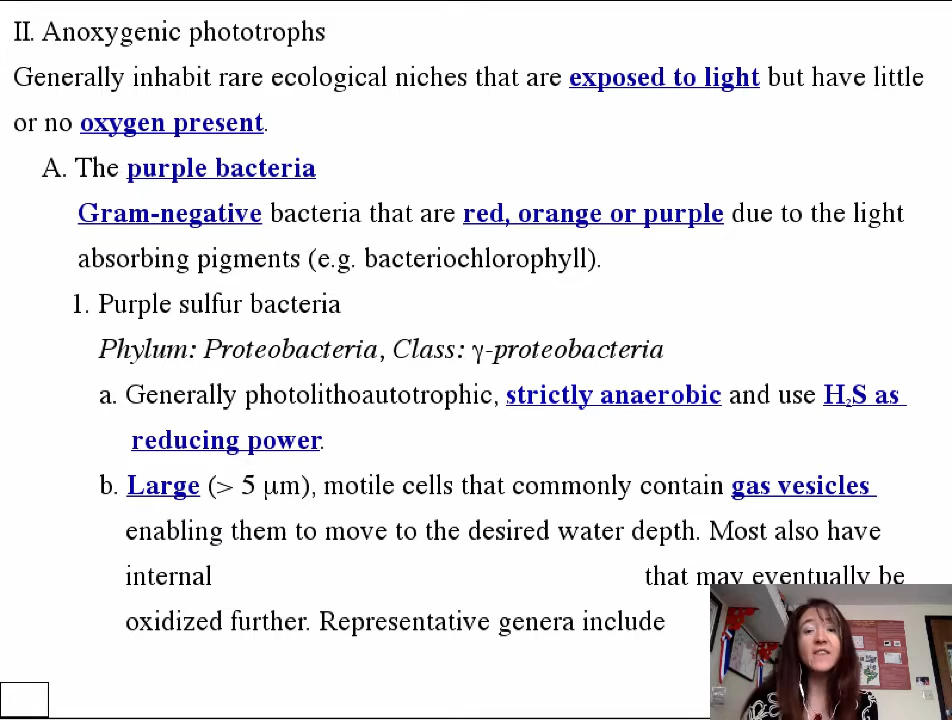 II. Anoxygenic phototrophs
Generally inhabit rare ecological niches that are exposed to light but have little
or no oxygen present.
A. The purple bacteria
Gram-negative bacteria that are red, orange or purple due to the light
absorbing pigments (e.g. bacteriochlorophyll).
1. Purple sulfur bacteria
Phylum: Proteobacteria, Class: γ-proteobacteria
a. Generally photolithoautotrophic, strictly anaerobic and use H₂S as
reducing power.
b. Large (> 5 μm), motile cells that commonly contain gas vesicles
enabling them to move to the desired water depth. Most also have
internal that may eventually be
oxidized further. Representative genera include